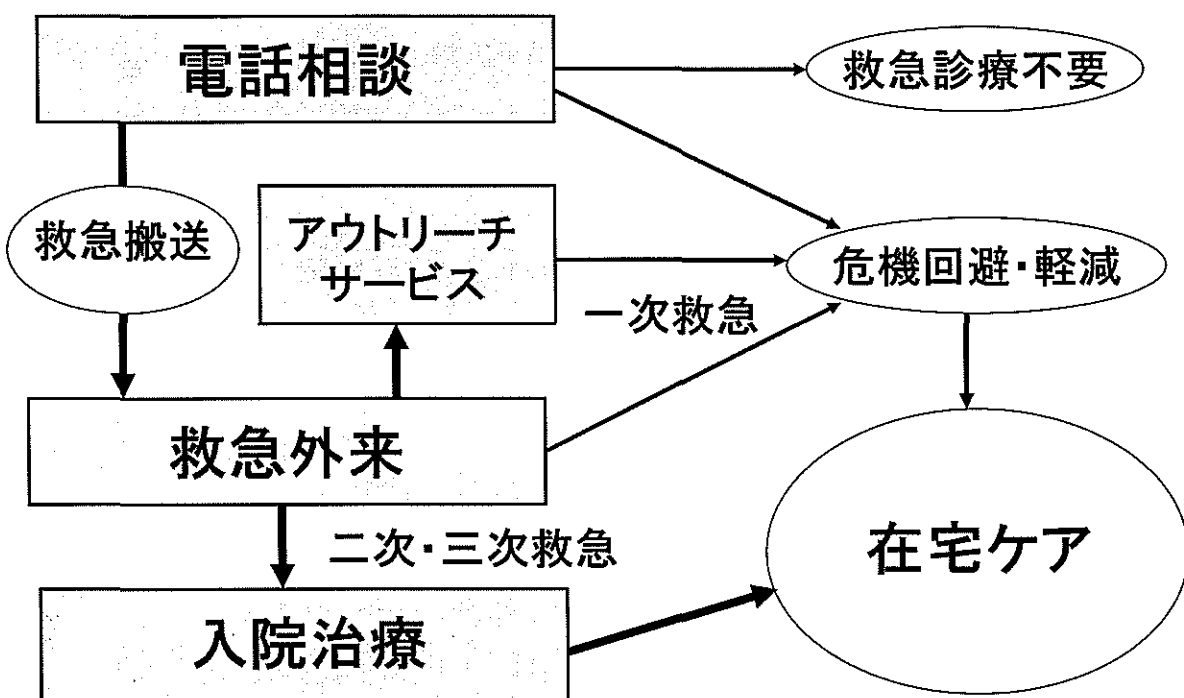 電話相談
救急診療不要
救急搬送
アウトリーチ
サービス
危機回避・軽減
一次救急
救急外来
二次・三次救急
在宅ケア
入院治療